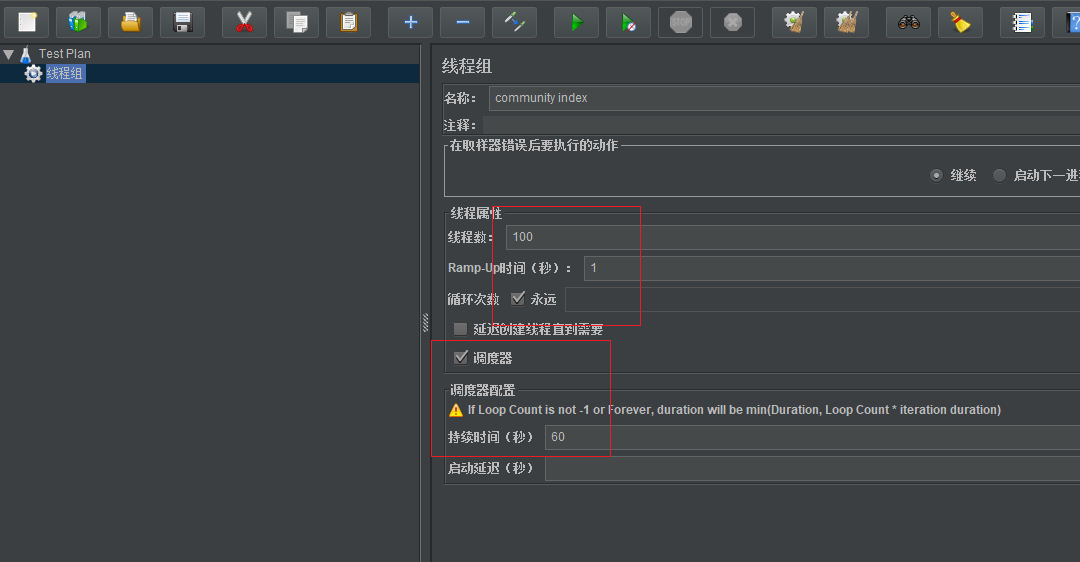 STOP
?
Test Plan
线程组
线程组
名称： community index
注释：
在取样器错误后要执行的动作
继续 启动下一进
线程属性
线程数： 100
Ramp-Up时间（秒）： 1
循环次数 永远
延迟创建线程直到需要
调度器
调度器配置
If Loop Count is not -1 or Forever, duration will be min(Duration, Loop Count * iteration duration)
持续时间（秒） 60
启动延迟（秒）